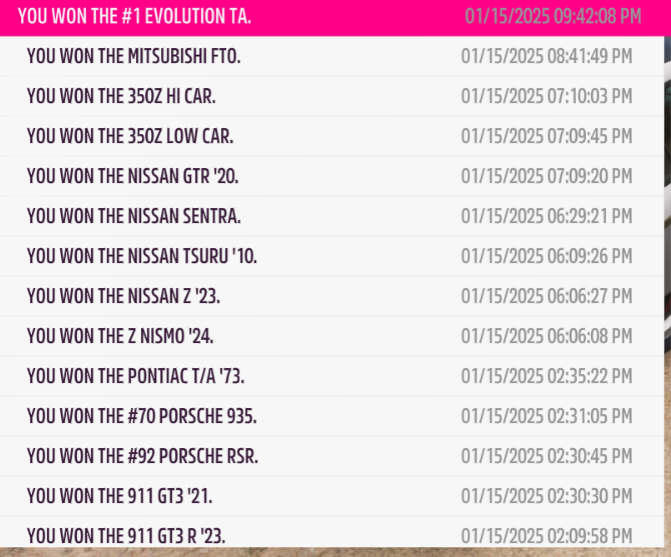 YOU WON THE #1 EVOLUTION TA. 01/15/2025 09:42:08 PM
YOU WON THE MITSUBISHI FTO. 01/15/2025 08:41:49 PM
YOU WON THE 350Z HI CAR. 01/15/2025 07:10:03 PM
YOU WON THE 350Z LOW CAR. 01/15/2025 07:09:45 PM
YOU WON THE NISSAN GTR '20. 01/15/2025 07:09:20 PM
YOU WON THE NISSAN SENTRA. 01/15/2025 06:29:21 PM
YOU WON THE NISSAN TSURU '10. 01/15/2025 06:09:26 PM
YOU WON THE NISSAN Z '23. 01/15/2025 06:06:27 PM
YOU WON THE Z NISMO '24. 01/15/2025 06:06:08 PM
YOU WON THE PONTIAC T/A '73. 01/15/2025 02:35:22 PM
YOU WON THE #70 PORSCHE 935. 01/15/2025 02:31:05 PM
YOU WON THE #92 PORSCHE RSR. 01/15/2025 02:30:45 PM
YOU WON THE 911 GT3 '21. 01/15/2025 02:30:30 PM
YOU WON THE 911 GT3 R '23. 01/15/2025 02:09:58 PM